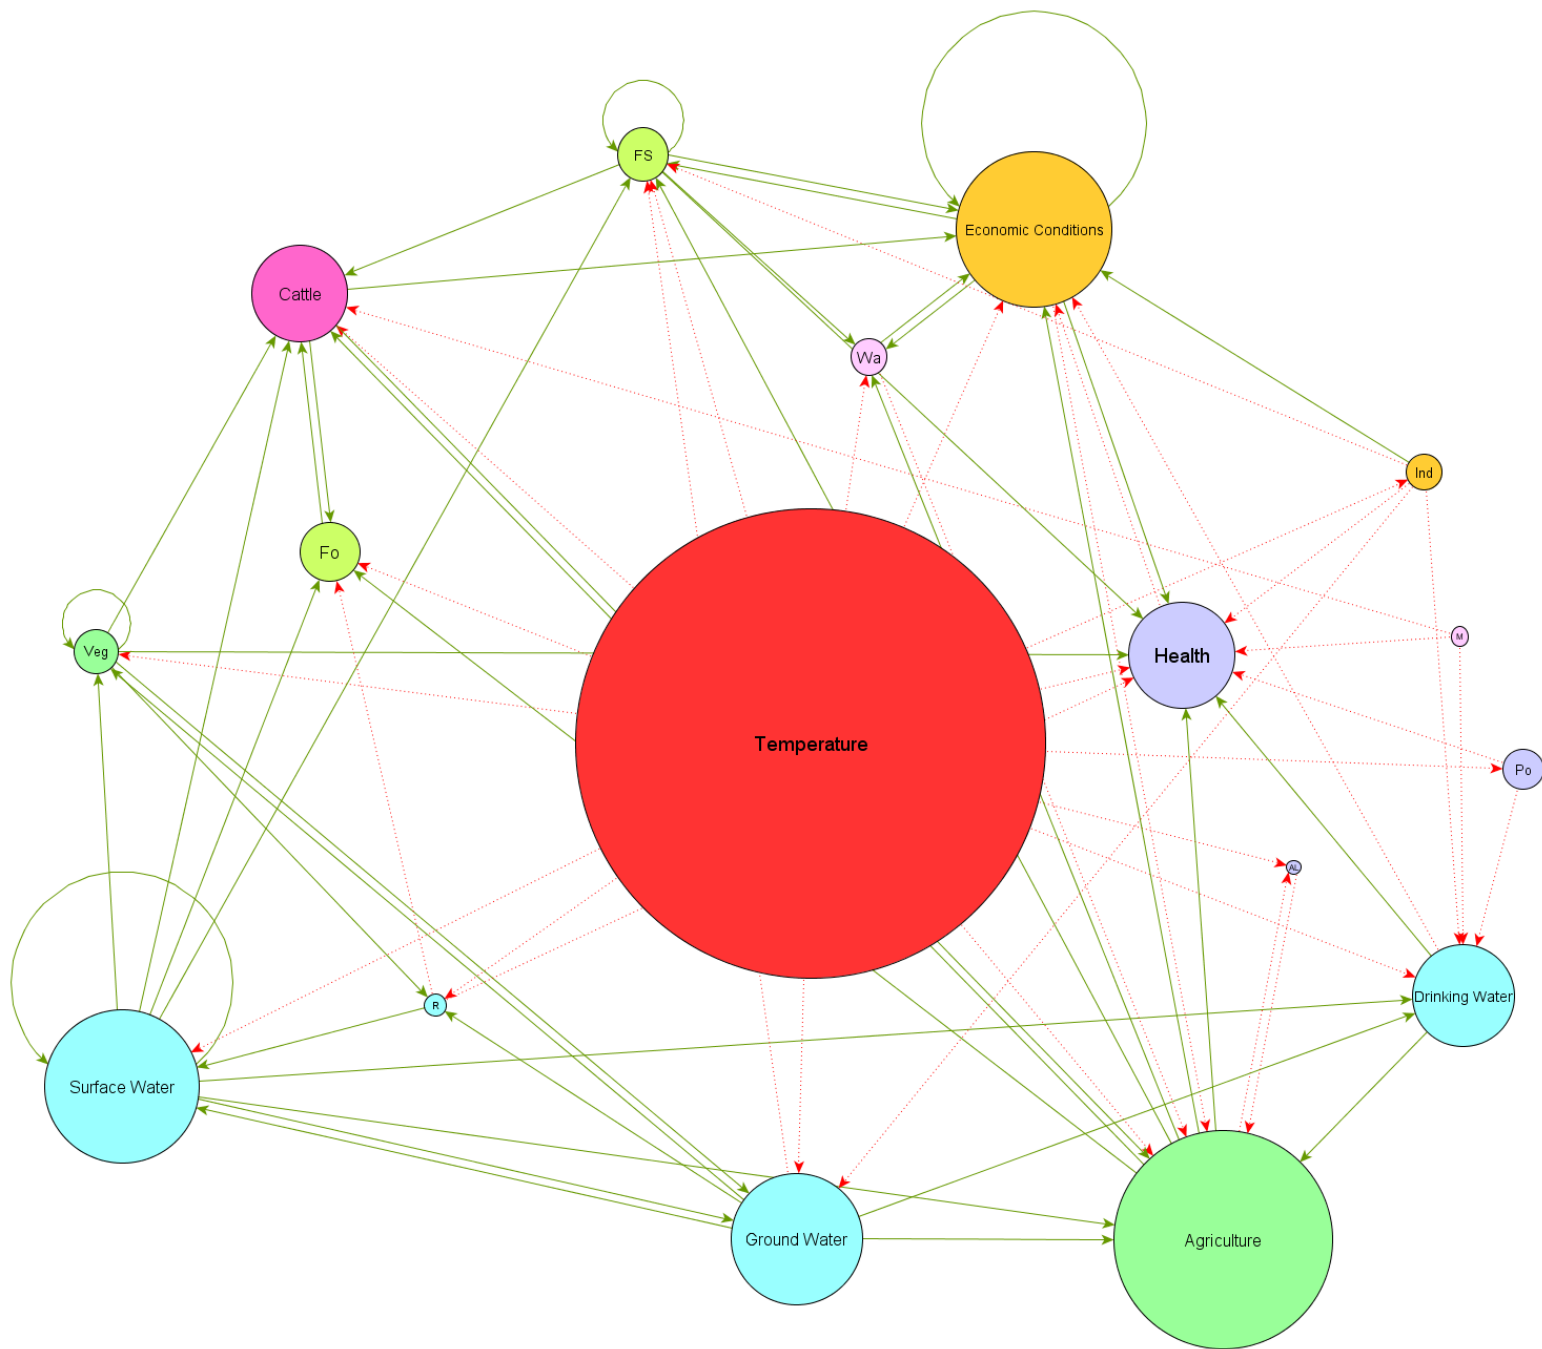 FS
Economic Conditions
Cattle
Wa
Ind
Fo
M
Veg
Health
Temperature
Po
AL
Drinking Water
R
Surface Water
Ground Water
Agriculture